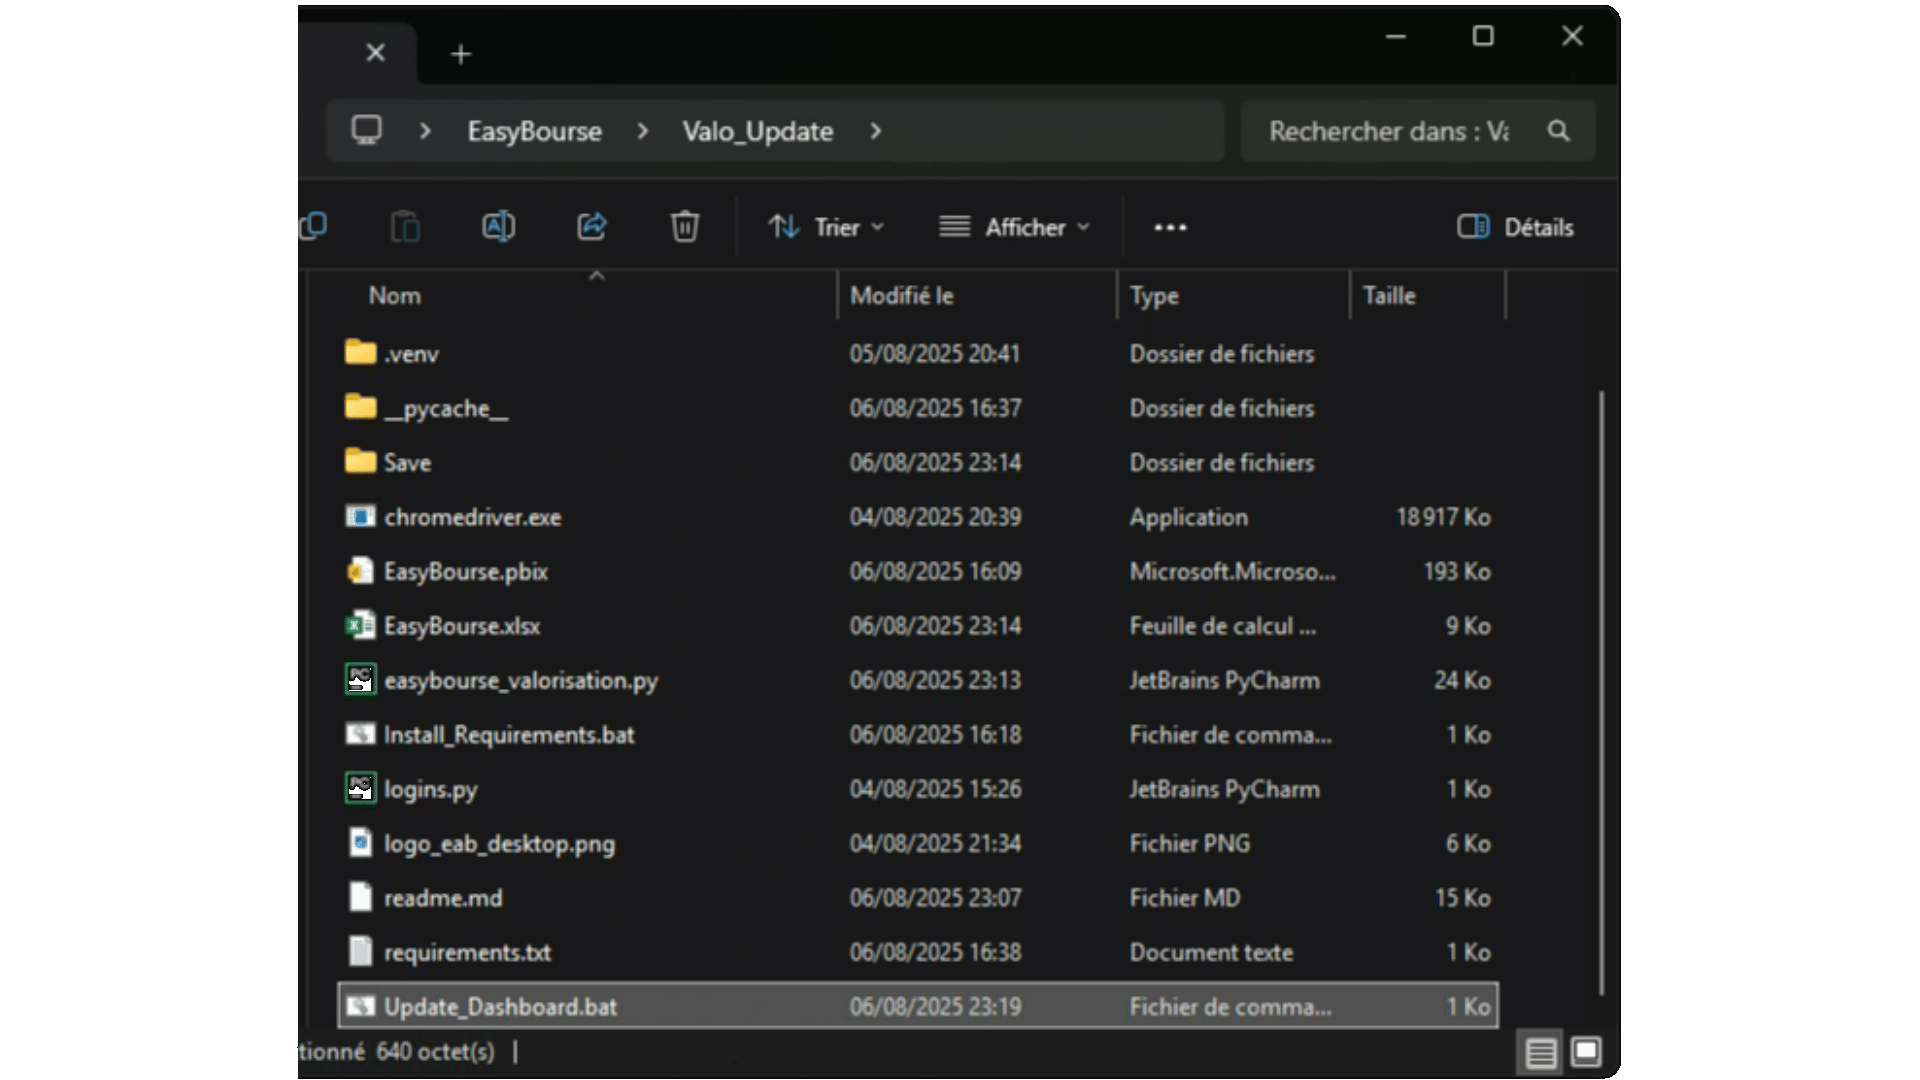 EasyBourse Valo_Update Rechercher dans : Va
Trier Afficher Détails
Nom Modifié le Type Taille
.venv 05/08/2025 20:41 Dossier de fichiers
__pycache__ 06/08/2025 16:37 Dossier de fichiers
Save 06/08/2025 23:14 Dossier de fichiers
chromedriver.exe 04/08/2025 20:39 Application 18 917 Ko
EasyBourse.pbix 06/08/2025 16:09 Microsoft.Microso... 193 Ko
EasyBourse.xlsx 06/08/2025 23:14 Feuille de calcul ... 9 Ko
easybourse_valorisation.py 06/08/2025 23:13 JetBrains PyCharm 24 Ko
Install_Requirements.bat 06/08/2025 16:18 Fichier de comma... 1 Ko
logins.py 04/08/2025 15:26 JetBrains PyCharm 1 Ko
logo_eab_desktop.png 04/08/2025 21:34 Fichier PNG 6 Ko
readme.md 06/08/2025 23:07 Fichier MD 15 Ko
requirements.txt 06/08/2025 16:38 Document texte 1 Ko
Update_Dashboard.bat 06/08/2025 23:19 Fichier de comma... 1 Ko
tionné 640 octet(s)